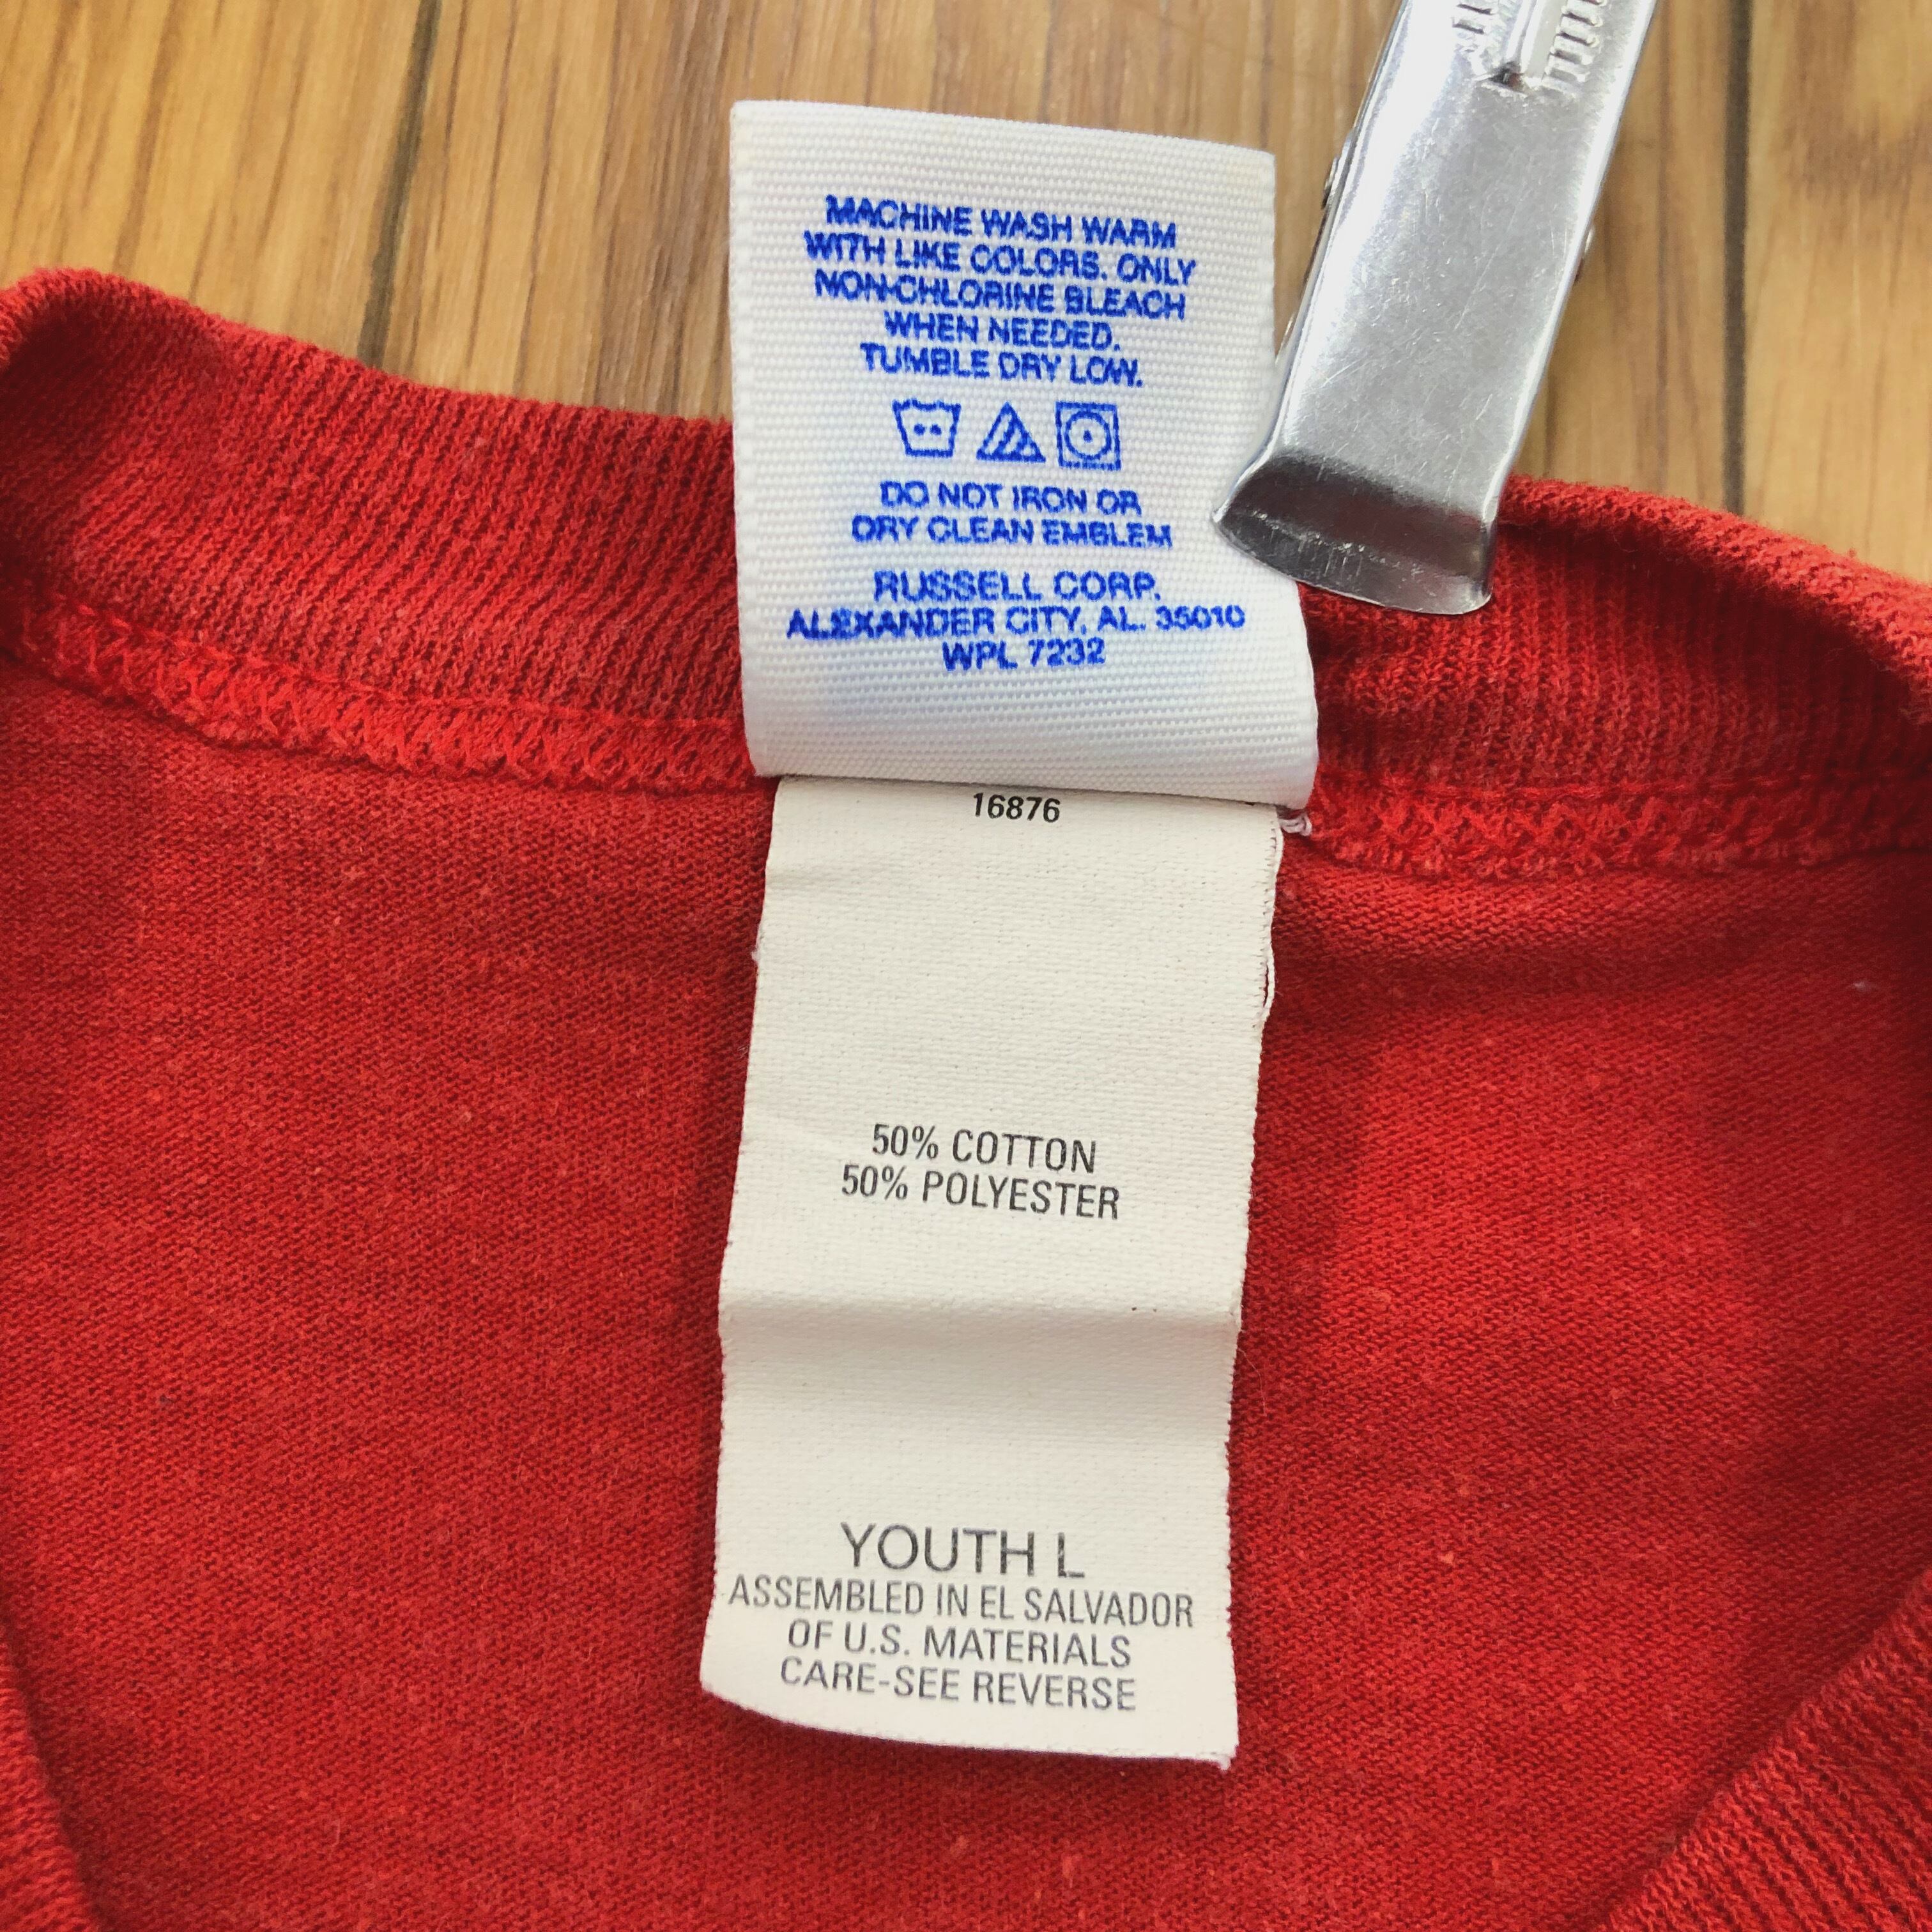 MACHINE WASH WARM
WITH LIKE COLORS. ONLY
NON-CHLORINE BLEACH
WHEN NEEDED.
TUMBLE DRY LOW.
DO NOT IRON OR
DRY CLEAN EMBLEM
RUSSELL CORP.
ALEXANDER CITY, AL. 35010
WPL 7232
16876
50% COTTON
50% POLYESTER
YOUTH L
ASSEMBLED IN EL SALVADOR
OF U.S. MATERIALS
CARE-SEE REVERSE